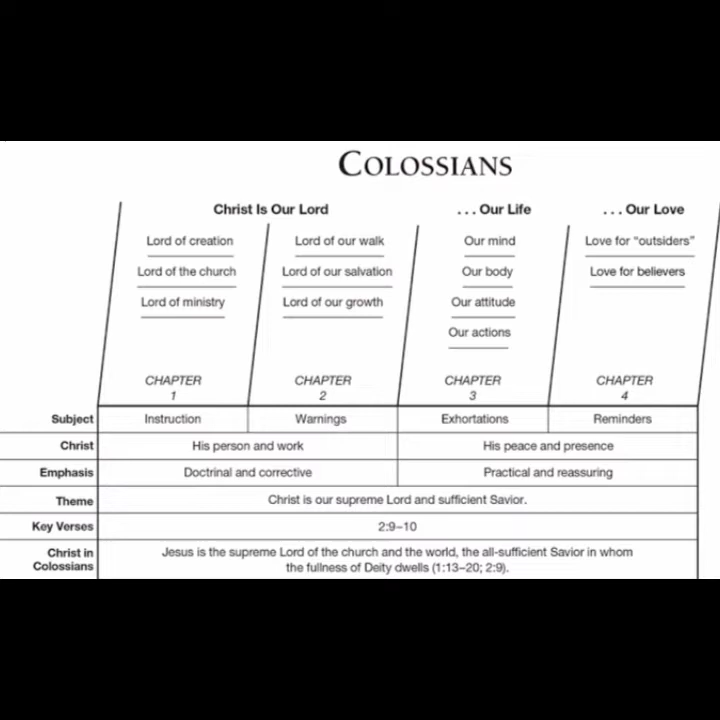 COLOSSIANS
Christ Is Our Lord ... Our Life ... Our Love
Lord of creation Lord of our walk Our mind Love for “outsiders”
Lord of the church Lord of our salvation Our body Love for believers
Lord of ministry Lord of our growth Our attitude
Our actions
CHAPTER CHAPTER CHAPTER CHAPTER
1 2 3 4
Subject Instruction Warnings Exhortations Reminders
Christ His person and work His peace and presence
Emphasis Doctrinal and corrective Practical and reassuring
Theme Christ is our supreme Lord and sufficient Savior.
Key Verses 2:9–10
Christ in Jesus is the supreme Lord of the church and the world, the all-sufficient Savior in whom
Colossians the fullness of Deity dwells (1:13–20; 2:9).